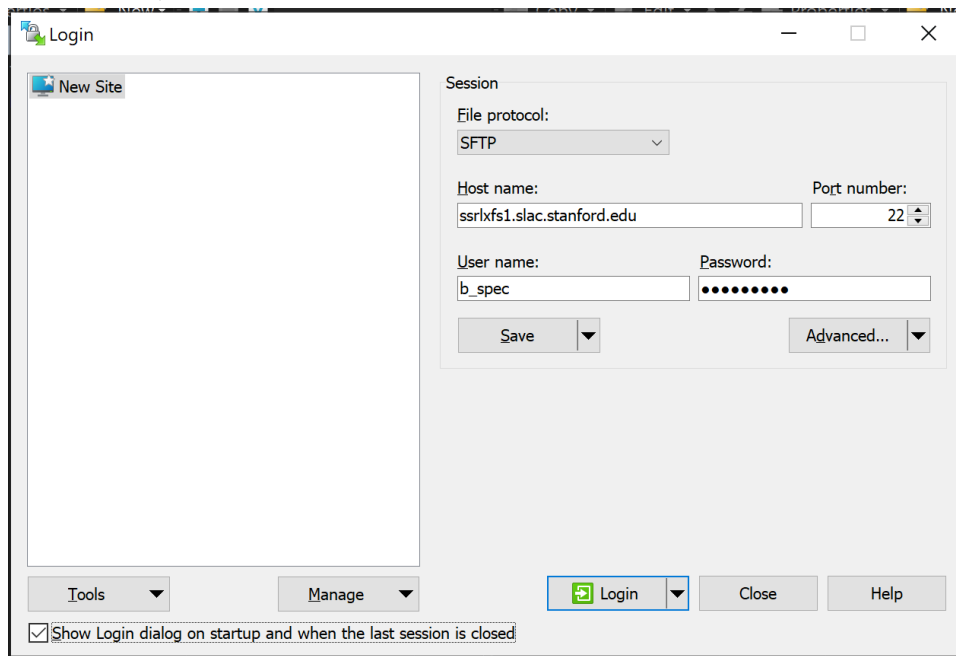 Login
New Site
Session
File protocol:
SFTP
Host name:
Port number:
ssrlxfs1.slac.stanford.edu
22
User name:
Password:
b_spec
●●●●●●●●●
Save
Advanced...
Tools
Manage
Login
Close
Help
Show Login dialog on startup and when the last session is closed